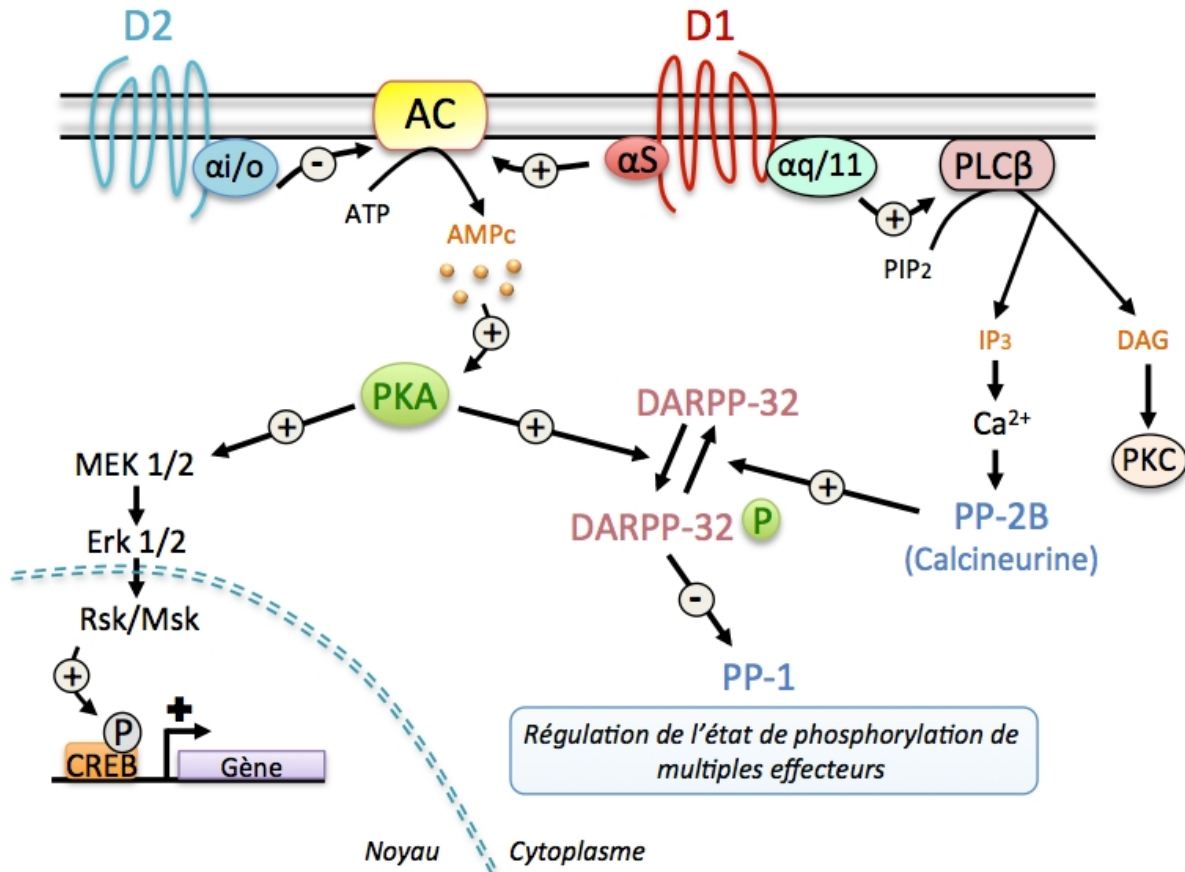 D2
D1
AC
αi/o
-
+
αS
αq/11
PLCβ
ATP
+
AMPc
PIP2
+
IP3
DAG
PKA
DARPP-32
+
+
Ca2+
PKC
MEK 1/2
+
DARPP-32 P
PP-2B
(Calcineurine)
Erk 1/2
-
Rsk/Msk
+
PP-1
P
+
CREB
Gène
Régulation de l'état de phosphorylation de
multiples effecteurs
Noyau
Cytoplasme